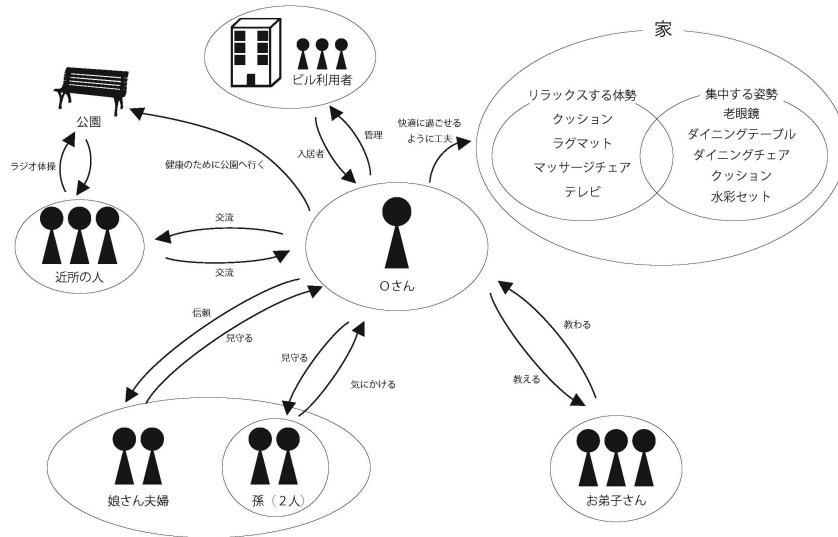 家
ビル利用者
リラックスする体勢
クッション
ラグマット
マッサージチェア
テレビ
集中する姿勢
老眼鏡
ダイニングテーブル
ダイニングチェア
クッション
水彩セット
公園
快適に過ごせる
ように工夫
管理
入居者
ラジオ体操
健康のために公園へ行く
交流
交流
近所の人
Oさん
信頼
見守る
見守る
気にかける
教わる
教える
娘さん夫婦
孫（２人）
お弟子さん